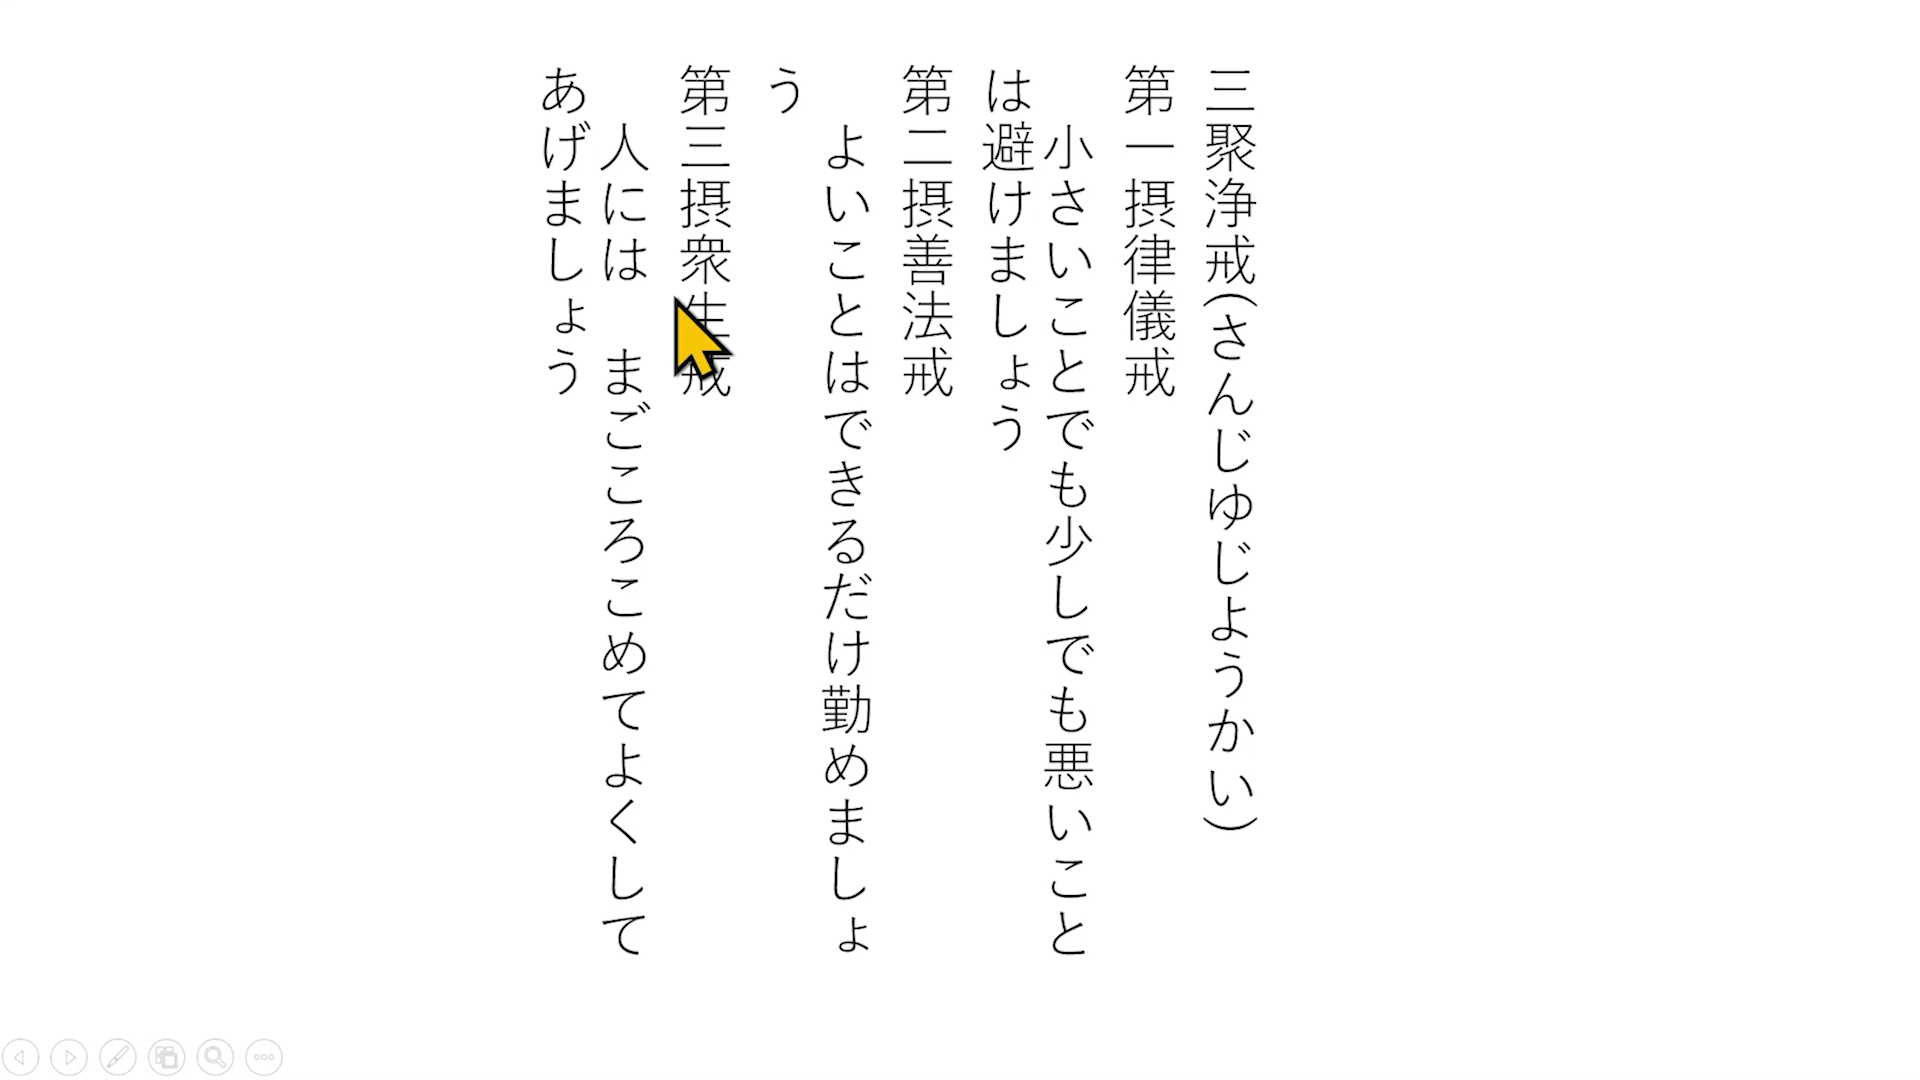 三聚浄戒(さんじゆじようかい)
第一摂律儀戒
小さいことでも少しでも悪いこと
は避けましょう
第二摂善法戒
よいことはできるだけ勤めましょ
う
第三摂衆生戒
人には　まごころこめてよくして
あげましょう